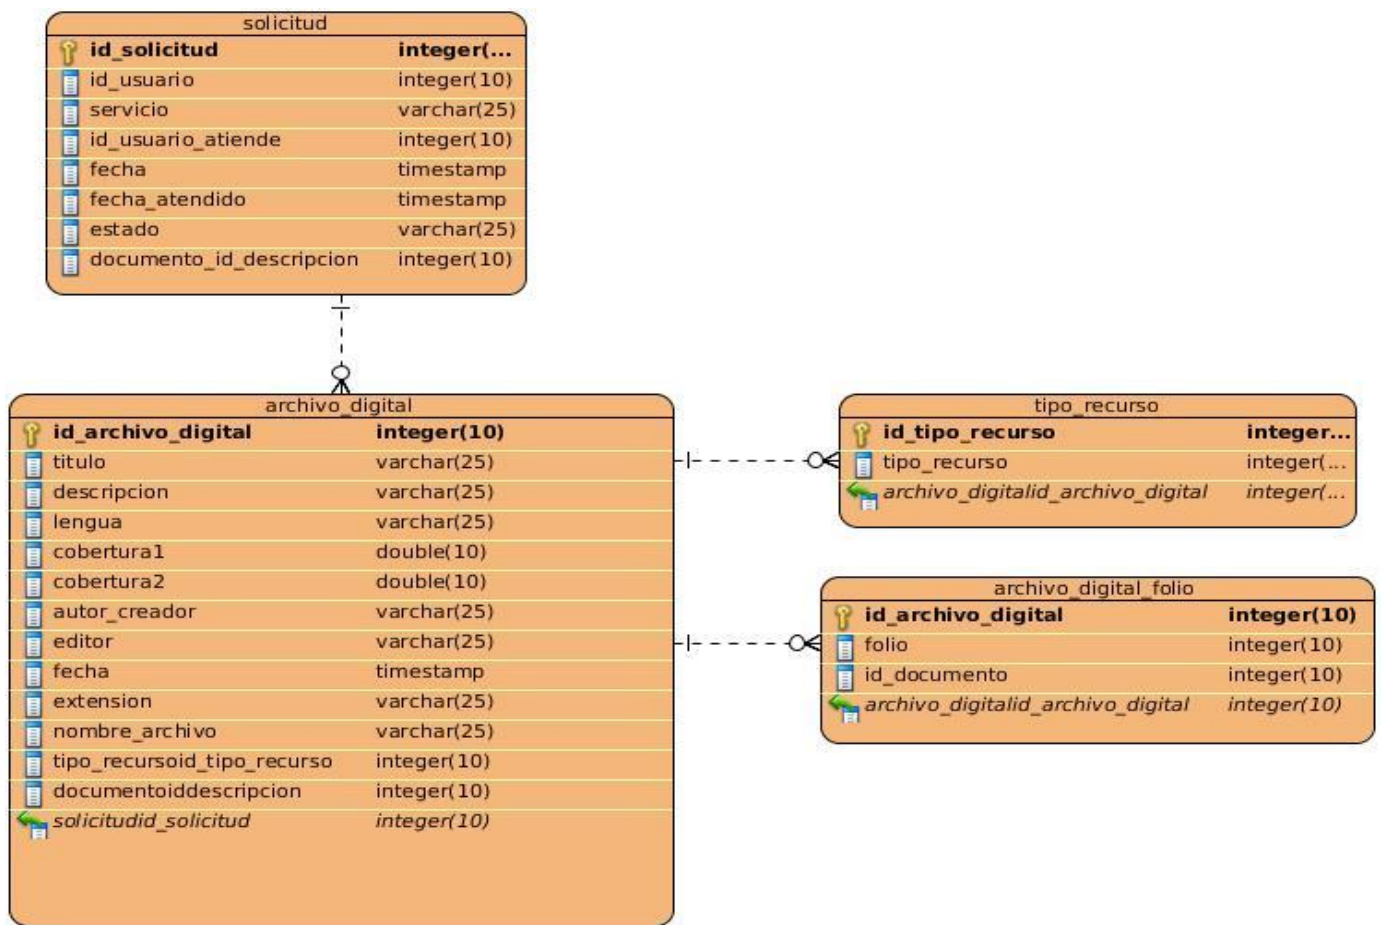 solicitud
id_solicitud integer(...
id_usuario integer(10)
servicio varchar(25)
id_usuario_atiende integer(10)
fecha timestamp
fecha_atendido timestamp
estado varchar(25)
documento_id_descripcion integer(10)
archivo_digital
id_archivo_digital integer(10)
titulo varchar(25)
descripcion varchar(25)
lengua varchar(25)
cobertura1 double(10)
cobertura2 double(10)
autor_creador varchar(25)
editor varchar(25)
fecha timestamp
extension varchar(25)
nombre_archivo varchar(25)
tipo_recursoid_tipo_recurso integer(10)
documentoiddescripcion integer(10)
solicitudid_solicitud integer(10)
tipo_recurso
id_tipo_recurso integer...
tipo_recurso integer(...
archivo_digitalid_archivo_digital integer(...
archivo_digital_folio
id_archivo_digital integer(10)
folio integer(10)
id_documento integer(10)
archivo_digitalid_archivo_digital integer(10)